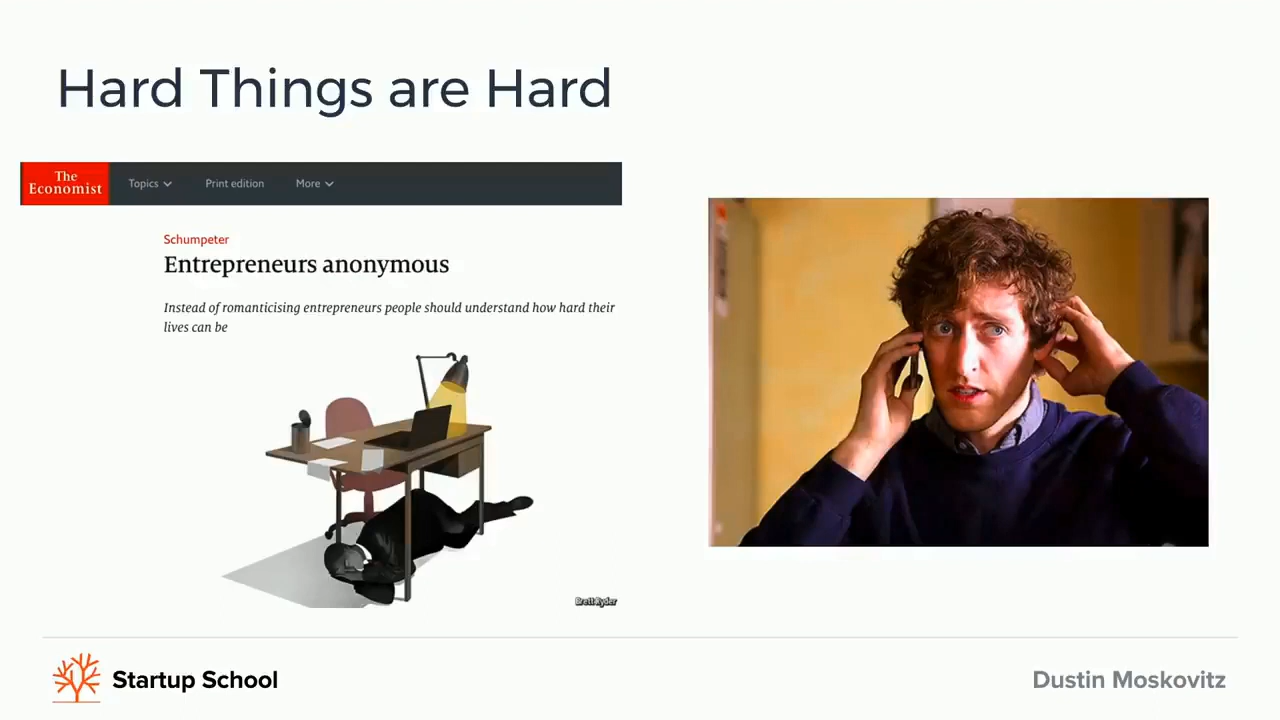 Hard Things are Hard
The
Economist
Topics
Print edition
More
Schumpeter
Entrepreneurs anonymous
Instead of romanticising entrepreneurs people should understand how hard their
lives can be
Brett Ryder
Startup School
Dustin Moskovitz